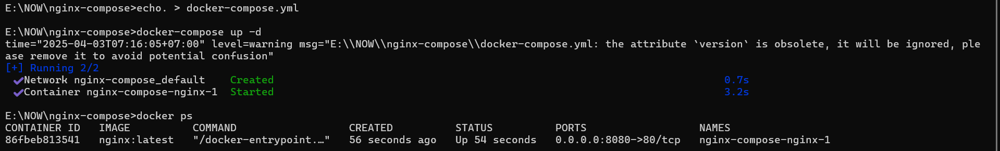 E:\NOW\nginx-compose>echo. > docker-compose.yml
E:\NOW\nginx-compose>docker-compose up -d
time="2025-04-03T07:16:05+07:00" level=warning msg="E:\\NOW\\nginx-compose\\docker-compose.yml: the attribute `version` is obsolete, it will be ignored, ple
ase remove it to avoid potential confusion"
[+] Running 2/2
✔Network nginx-compose_default    Created    0.7s
✔Container nginx-compose-nginx-1  Started    3.2s
E:\NOW\nginx-compose>docker ps
CONTAINER ID   IMAGE          COMMAND                  CREATED          STATUS          PORTS                  NAMES
86fbeb813541   nginx:latest   "/docker-entrypoint.…"   56 seconds ago   Up 54 seconds   0.0.0.0:8080->80/tcp   nginx-compose-nginx-1